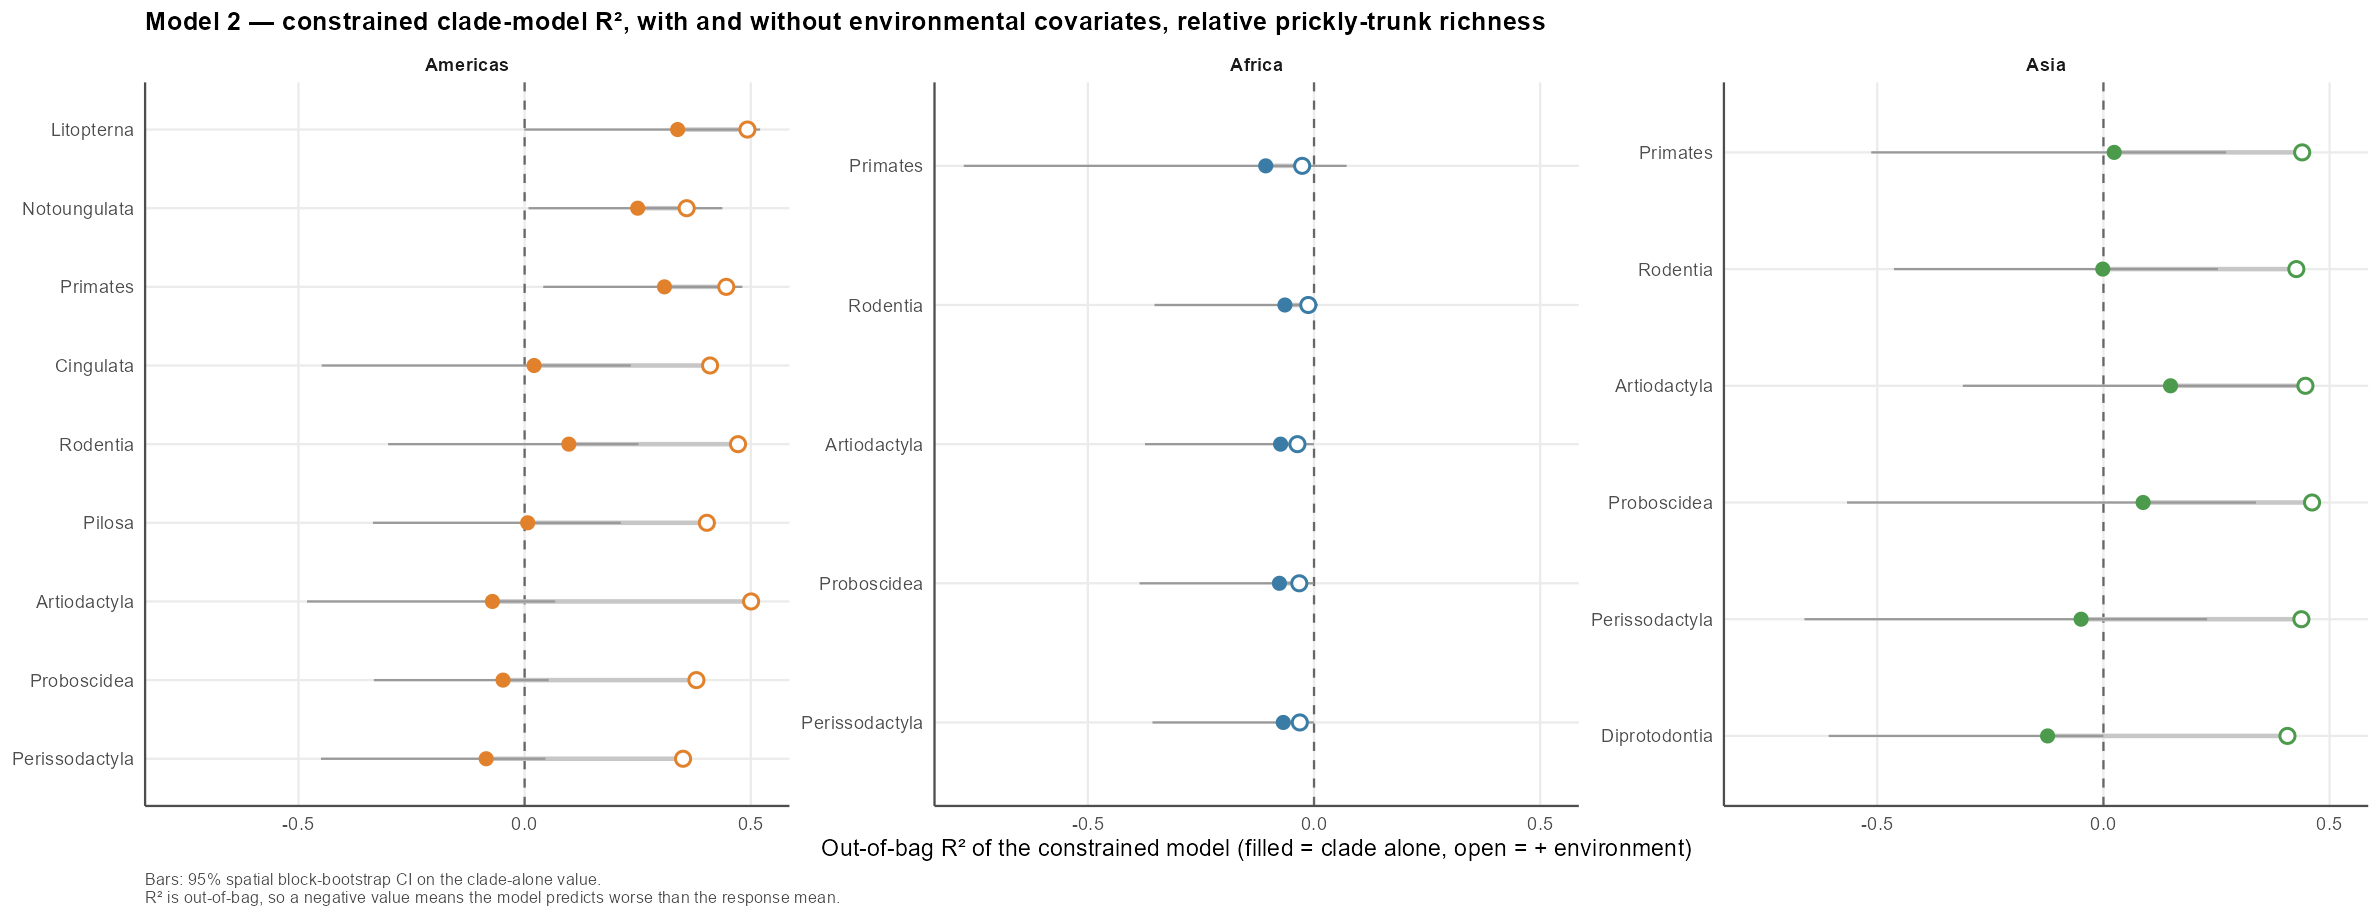 Model 2 — constrained clade-model R², with and without environmental covariates, relative prickly-trunk richness
Americas
Litopterna
Notoungulata
Primates
Cingulata
Rodentia
Pilosa
Artiodactyla
Proboscidea
Perissodactyla
-0.5 0.0 0.5
Africa
Primates
Rodentia
Artiodactyla
Proboscidea
Perissodactyla
-0.5 0.0 0.5
Asia
Primates
Rodentia
Artiodactyla
Proboscidea
Perissodactyla
Diprotodontia
-0.5 0.0 0.5
Out-of-bag R² of the constrained model (filled = clade alone, open = + environment)
Bars: 95% spatial block-bootstrap CI on the clade-alone value.
R² is out-of-bag, so a negative value means the model predicts worse than the response mean.